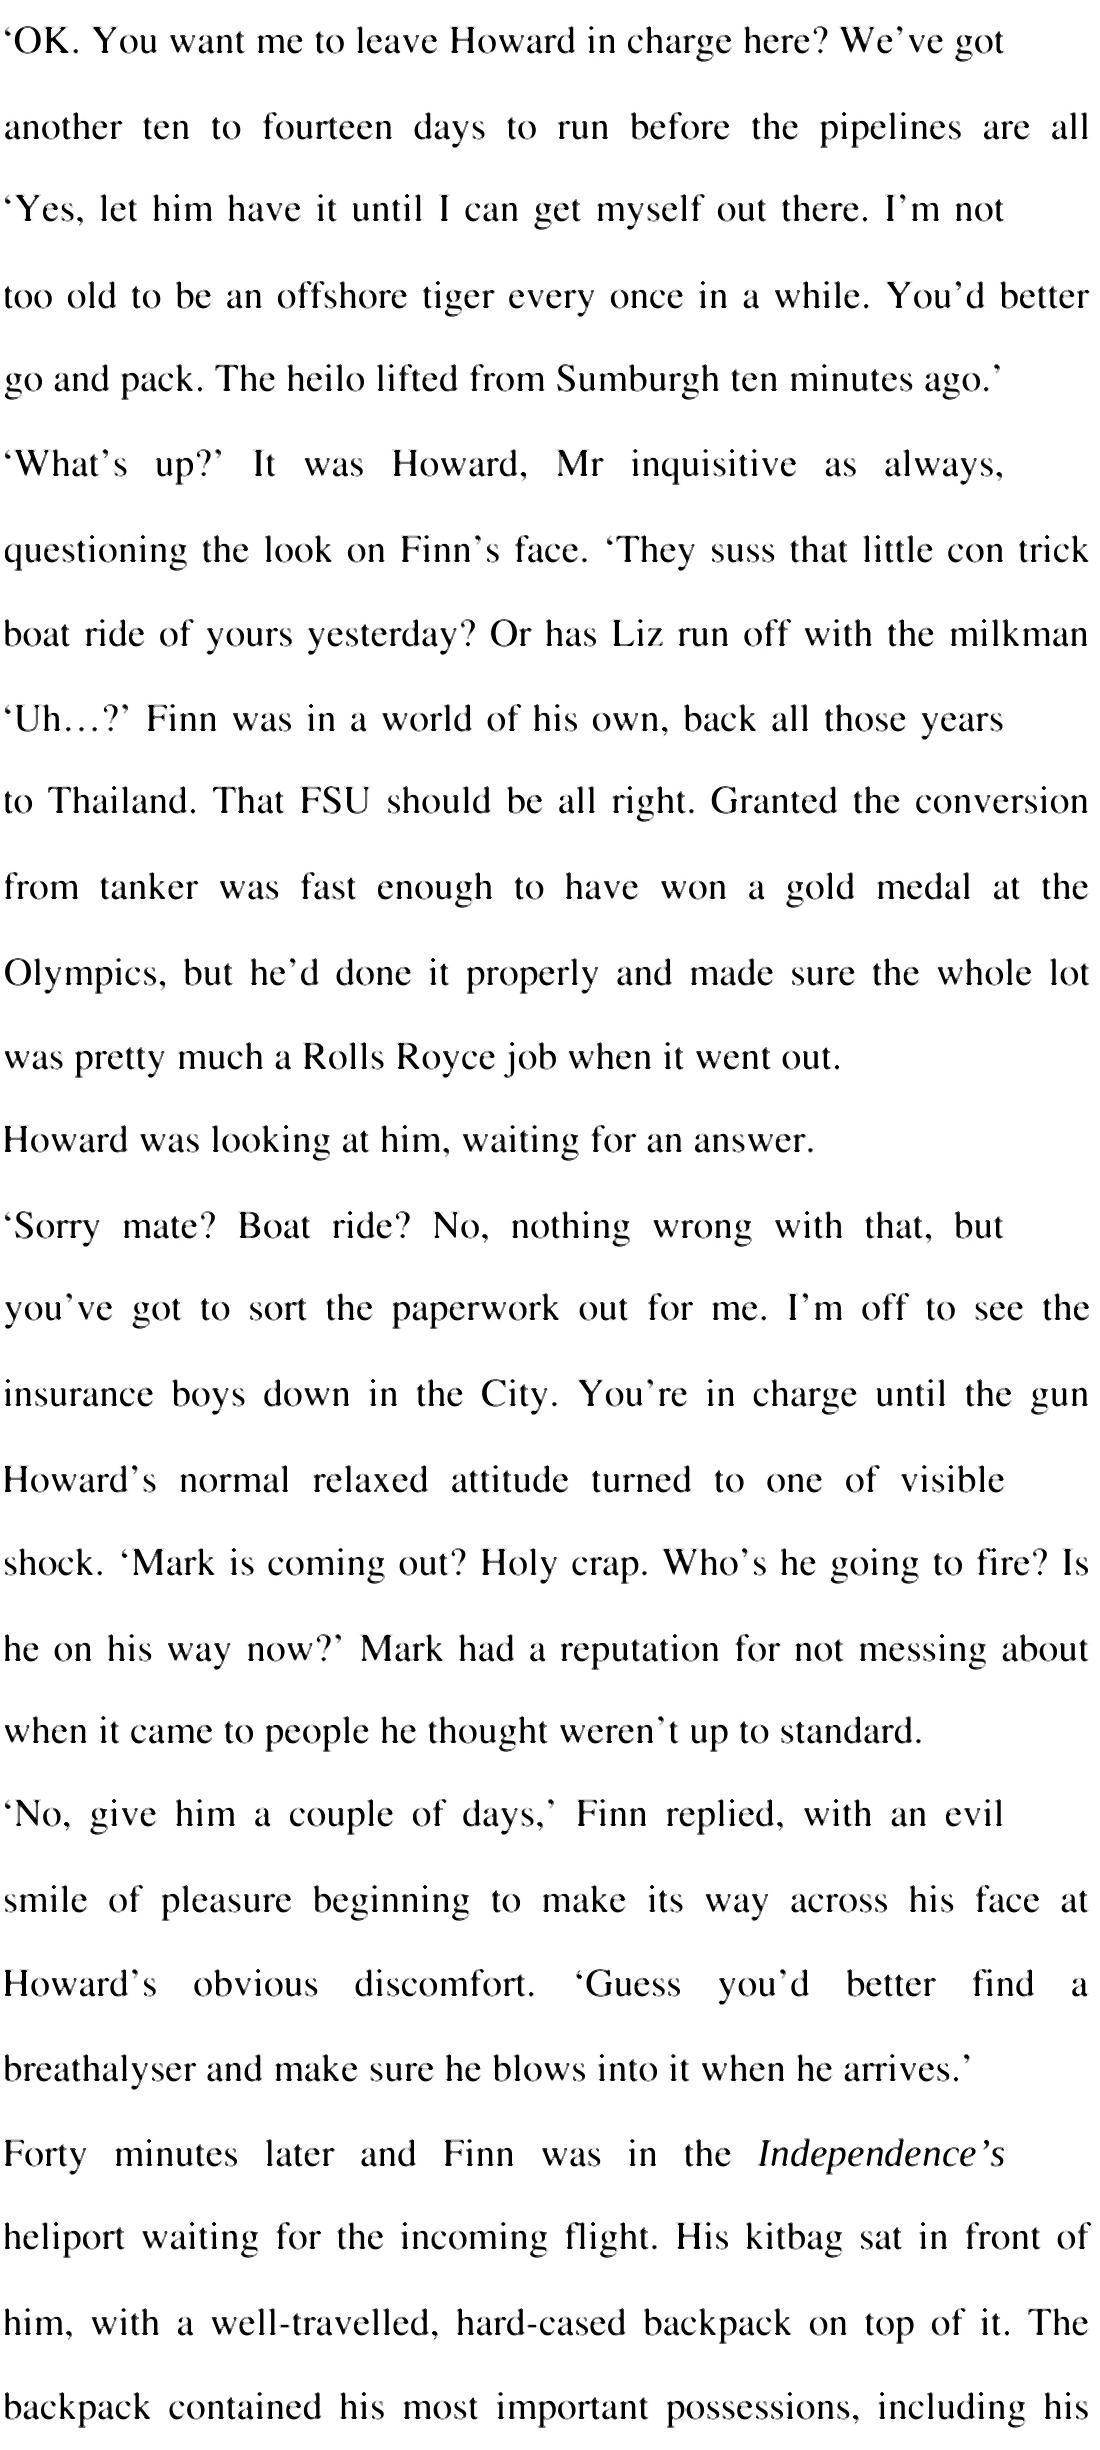 ‘OK. You want me to leave Howard in charge here? We’ve got
another ten to fourteen days to run before the pipelines are all
‘Yes, let him have it until I can get myself out there. I’m not
too old to be an offshore tiger every once in a while. You’d better
go and pack. The heilo lifted from Sumburgh ten minutes ago.’
‘What’s up?’ It was Howard, Mr inquisitive as always,
questioning the look on Finn’s face. ‘They suss that little con trick
boat ride of yours yesterday? Or has Liz run off with the milkman
‘Uh…?’ Finn was in a world of his own, back all those years
to Thailand. That FSU should be all right. Granted the conversion
from tanker was fast enough to have won a gold medal at the
Olympics, but he’d done it properly and made sure the whole lot
was pretty much a Rolls Royce job when it went out.
Howard was looking at him, waiting for an answer.
‘Sorry mate? Boat ride? No, nothing wrong with that, but
you’ve got to sort the paperwork out for me. I’m off to see the
insurance boys down in the City. You’re in charge until the gun
Howard’s normal relaxed attitude turned to one of visible
shock. ‘Mark is coming out? Holy crap. Who’s he going to fire? Is
he on his way now?’ Mark had a reputation for not messing about
when it came to people he thought weren’t up to standard.
‘No, give him a couple of days,’ Finn replied, with an evil
smile of pleasure beginning to make its way across his face at
Howard’s obvious discomfort. ‘Guess you’d better find a
breathalyser and make sure he blows into it when he arrives.’
Forty minutes later and Finn was in the Independence’s
heliport waiting for the incoming flight. His kitbag sat in front of
him, with a well-travelled, hard-cased backpack on top of it. The
backpack contained his most important possessions, including his